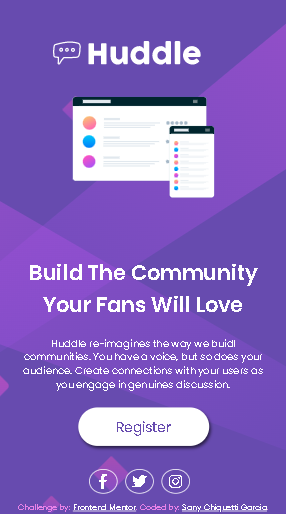 Huddle
Build The Community
Your Fans Will Love
Huddle re-imagines the way we buidl
communities. You have a voice, but so does your
audience. Create connections with your users as
you engage in genuines discussion.
Register
Challenge by: Frontend Mentor. Coded by: Sany Chiquetti Garcia.